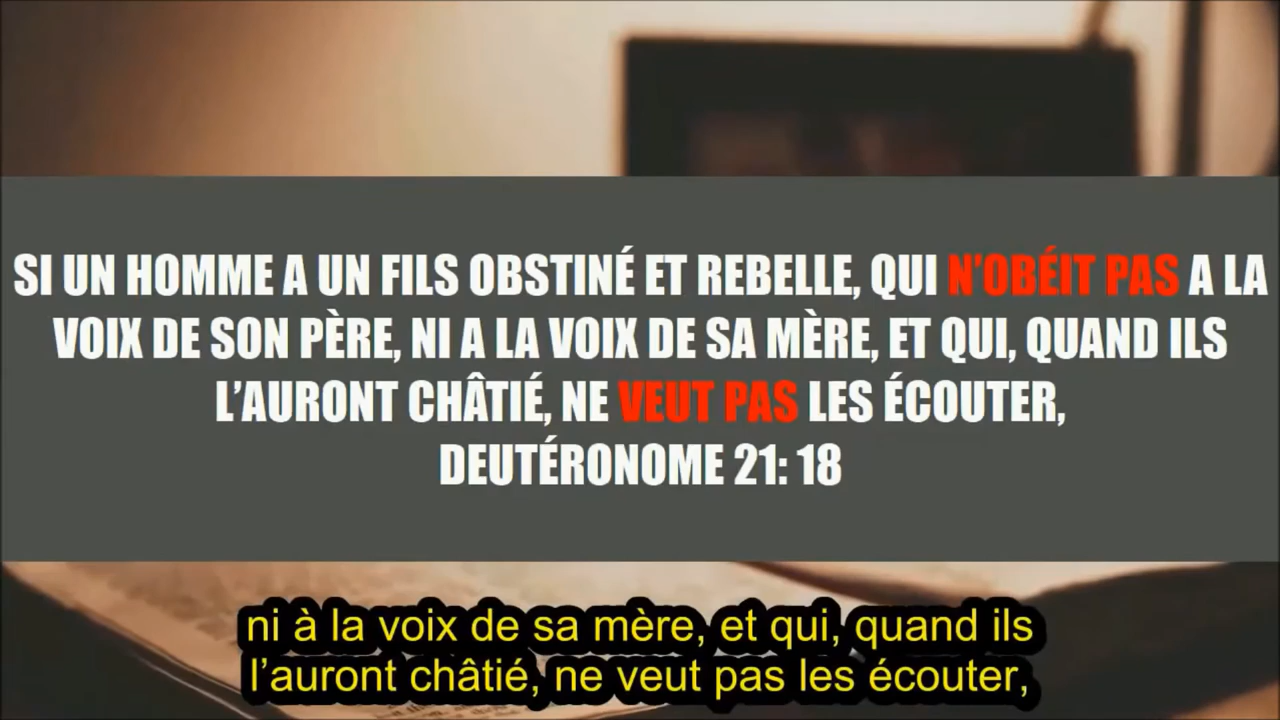 SI UN HOMME A UN FILS OBSTINÉ ET REBELLE, QUI N'OBÉIT PAS A LA
VOIX DE SON PÈRE, NI A LA VOIX DE SA MÈRE, ET QUI, QUAND ILS
L'AURONT CHÂTIÉ, NE VEUT PAS LES ÉCOUTER,
DEUTÉRONOME 21: 18
ni à la voix de sa mère, et qui, quand ils
l'auront châtié, ne veut pas les écouter,